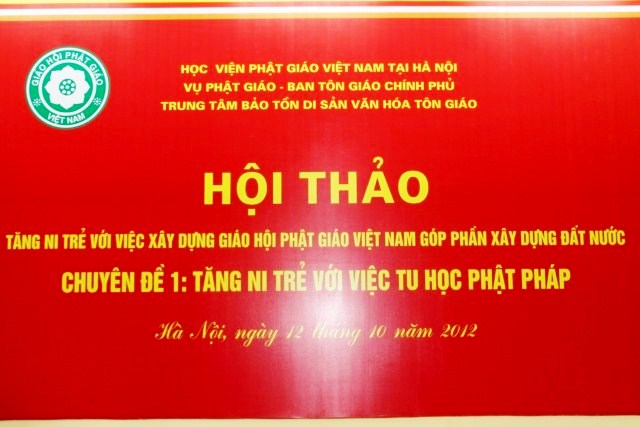 GIÁO HỘI PHẬT GIÁO
VIỆT NAM
HỌC VIỆN PHẬT GIÁO VIỆT NAM TẠI HÀ NỘI
VỤ PHẬT GIÁO - BAN TÔN GIÁO CHÍNH PHỦ
TRUNG TÂM BẢO TỒN DI SẢN VĂN HÓA TÔN GIÁO
HỘI THẢO
TĂNG NI TRẺ VỚI VIỆC XÂY DỰNG GIÁO HỘI PHẬT GIÁO VIỆT NAM GÓP PHẦN XÂY DỰNG ĐẤT NƯỚC
CHUYÊN ĐỀ 1: TĂNG NI TRẺ VỚI VIỆC TU HỌC PHẬT PHÁP
Hà Nội, ngày 12 tháng 10 năm 2012